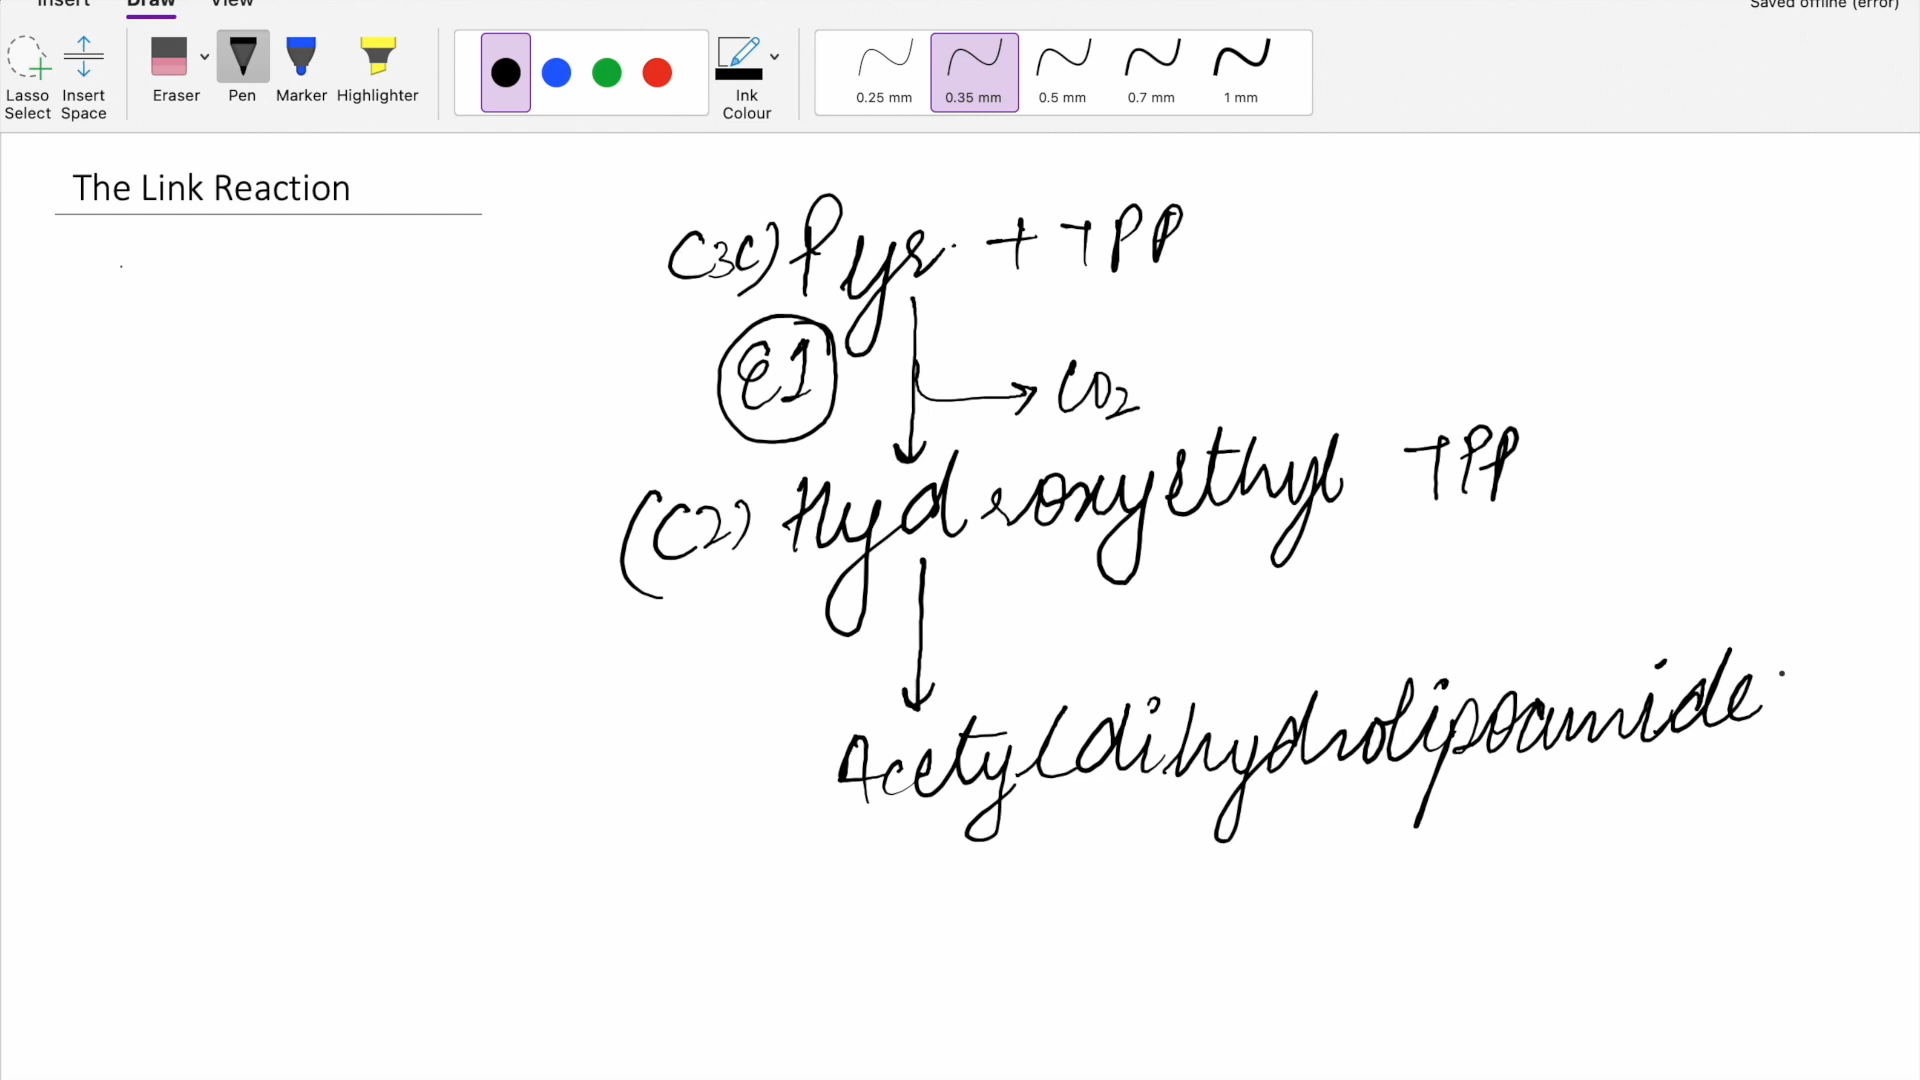 Insert Draw View Saved offline (error)
Lasso Select
Insert Space
Eraser
Pen
Marker
Highlighter
Ink Colour
0.25 mm
0.35 mm
0.5 mm
0.7 mm
1 mm
The Link Reaction
(3C) Pyr. + TPP
E1
CO2
(C2) Hydroxyethyl TPP
Acetyldihydrolipoamide